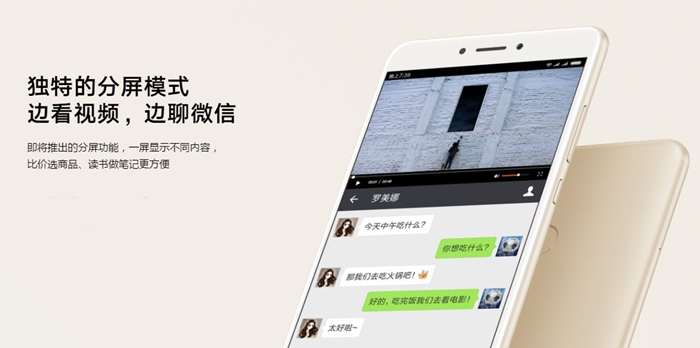 独特的分屏模式
边看视频，边聊微信
即将推出的分屏功能，一屏显示不同内容，
比价选商品、读书做笔记更方便
晚上7:39
罗美娜
今天中午吃什么？
你想吃什么？
那我们去吃火锅吧！
好的，吃完饭我们去看电影！
太好啦~